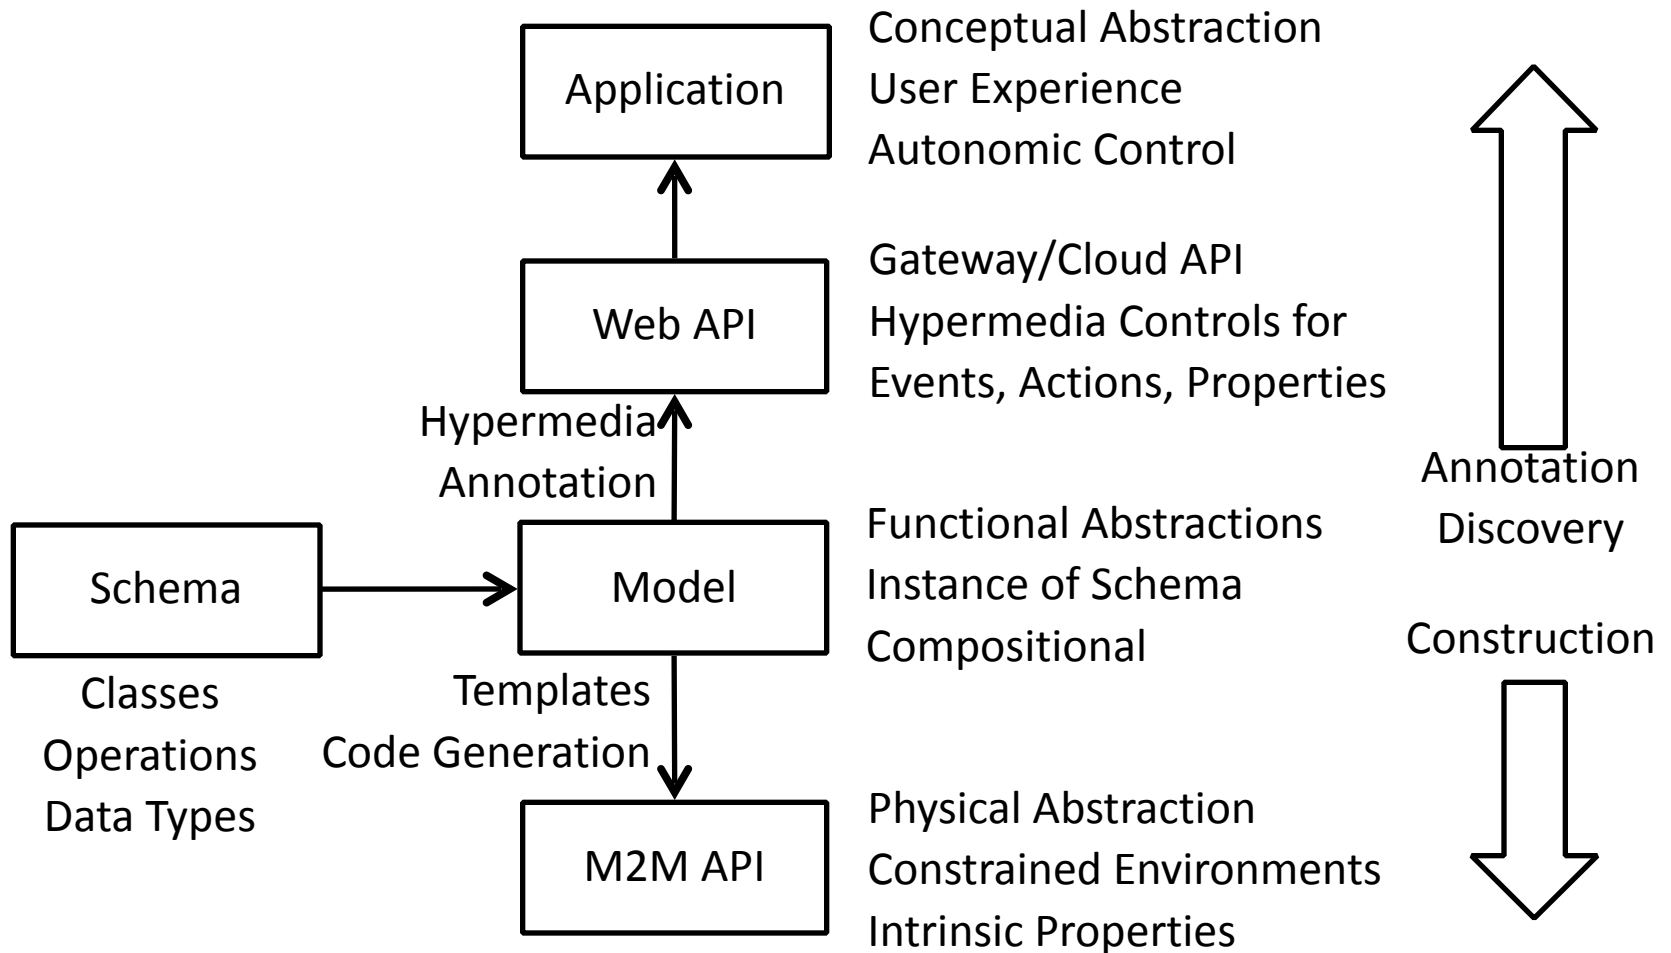 Application
Conceptual Abstraction
User Experience
Autonomic Control
Web API
Gateway/Cloud API
Hypermedia Controls for
Events, Actions, Properties
Hypermedia
Annotation
Annotation
Discovery
Schema
Classes
Operations
Data Types
Model
Functional Abstractions
Instance of Schema
Compositional
Construction
Templates
Code Generation
M2M API
Physical Abstraction
Constrained Environments
Intrinsic Properties